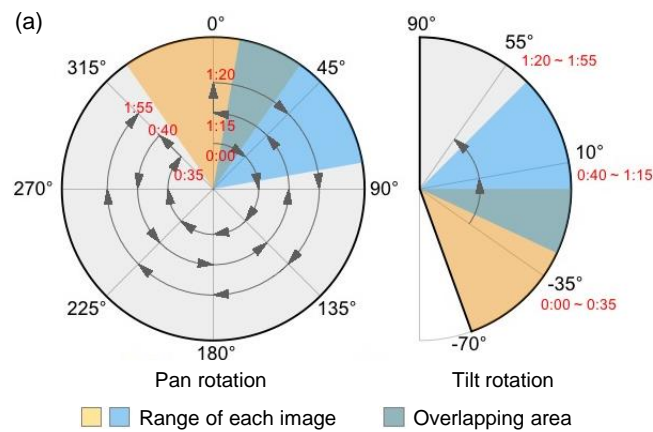 (a)
0°
45°
90°
135°
180°
225°
270°
315°
0:00
0:35
0:40
1:15
1:20
1:55
Pan rotation
90°
55°
1:20 ~ 1:55
10°
0:40 ~ 1:15
-35°
0:00 ~ 0:35
-70°
Tilt rotation
Range of each image
Overlapping area